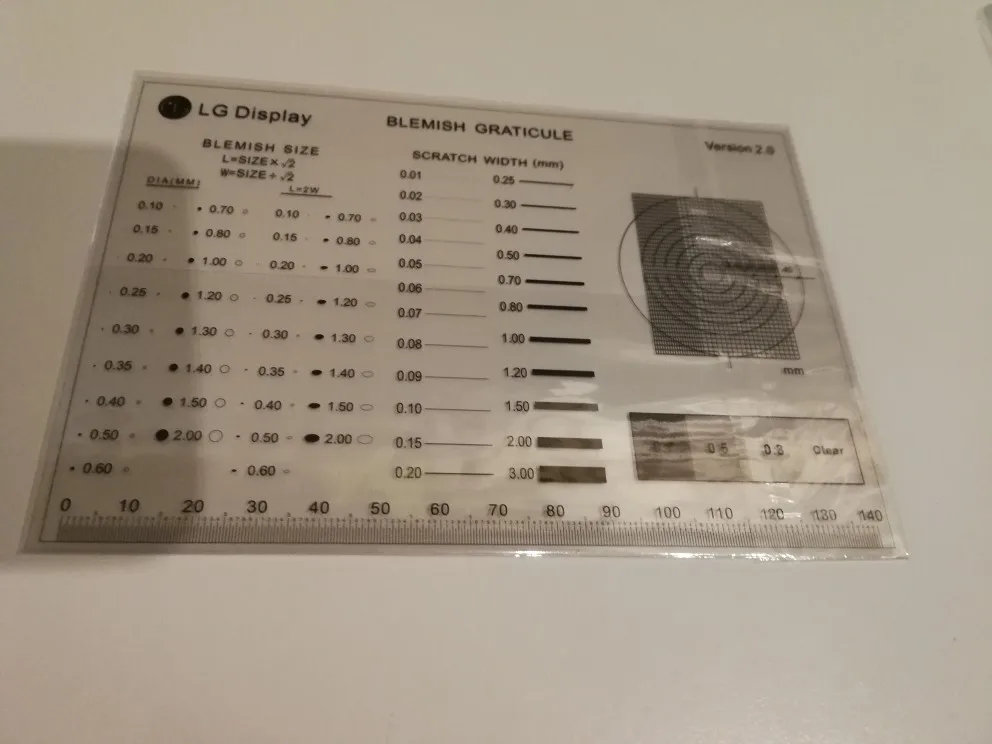 LG Display
BLEMISH GRATICULE
Version 2.0
BLEMISH SIZE
L=SIZE×√2
W=SIZE÷√2
DIA(MM)
L=2W
0.10 0.70 0.10 0.70
0.15 0.80 0.15 0.80
0.20 1.00 0.20 1.00
0.25 1.20 0.25 1.20
0.30 1.30 0.30 1.30
0.35 1.40 0.35 1.40
0.40 1.50 0.40 1.50
0.50 2.00 0.50 2.00
0.60 0.60
SCRATCH WIDTH (mm)
0.01 0.25
0.02 0.30
0.03 0.40
0.04 0.50
0.05 0.70
0.06 0.80
0.07
0.08 1.00
0.09 1.20
0.10 1.50
0.15 2.00
0.20 3.00
mm
0.5 0.3 Clear
0 10 20 30 40 50 60 70 80 90 100 110 120 130 140